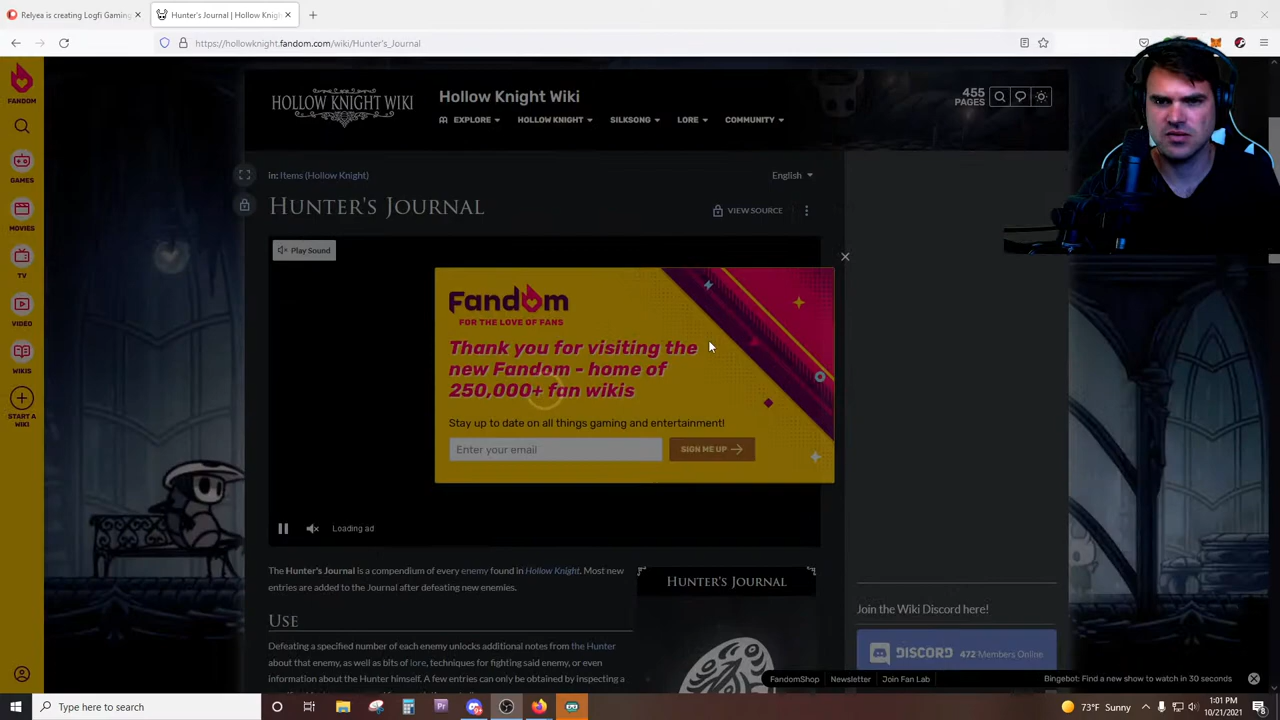 Relyea is creating Logfi Gaming
Hunter's Journal | Hollow Knigh
https://hollowknight.fandom.com/wiki/Hunter's_Journal
FANDOM
GAMES
MOVIES
TV
VIDEO
WIKIS
START A
WIKI
HOLLOW KNIGHT WIKI
Hollow Knight Wiki
455
PAGES
EXPLORE
HOLLOW KNIGHT
SILKSONG
LORE
COMMUNITY
In: Items (Hollow Knight)
English
HUNTER'S JOURNAL
VIEW SOURCE
Play Sound
Fandom
FOR THE LOVE OF FANS
Thank you for visiting the
new Fandom - home of
250,000+ fan wikis
Stay up to date on all things gaming and entertainment!
Enter your email
SIGN ME UP
Loading ad
The Hunter's Journal is a compendium of every enemy found in Hollow Knight. Most new
entries are added to the Journal after defeating new enemies.
USE
Defeating a specified number of each enemy unlocks additional notes from the Hunter
about that enemy, as well as bits of lore, techniques for fighting said enemy, or even
information about the Hunter himself. A few entries can only be obtained by inspecting a
HUNTER'S JOURNAL
Join the Wiki Discord here!
DISCORD 472 Members Online
FandomShop
Newsletter
Join Fan Lab
Bingebot: Find a new show to watch in 30 seconds
Type here to search
73°F Sunny
1:01 PM
10/21/2021